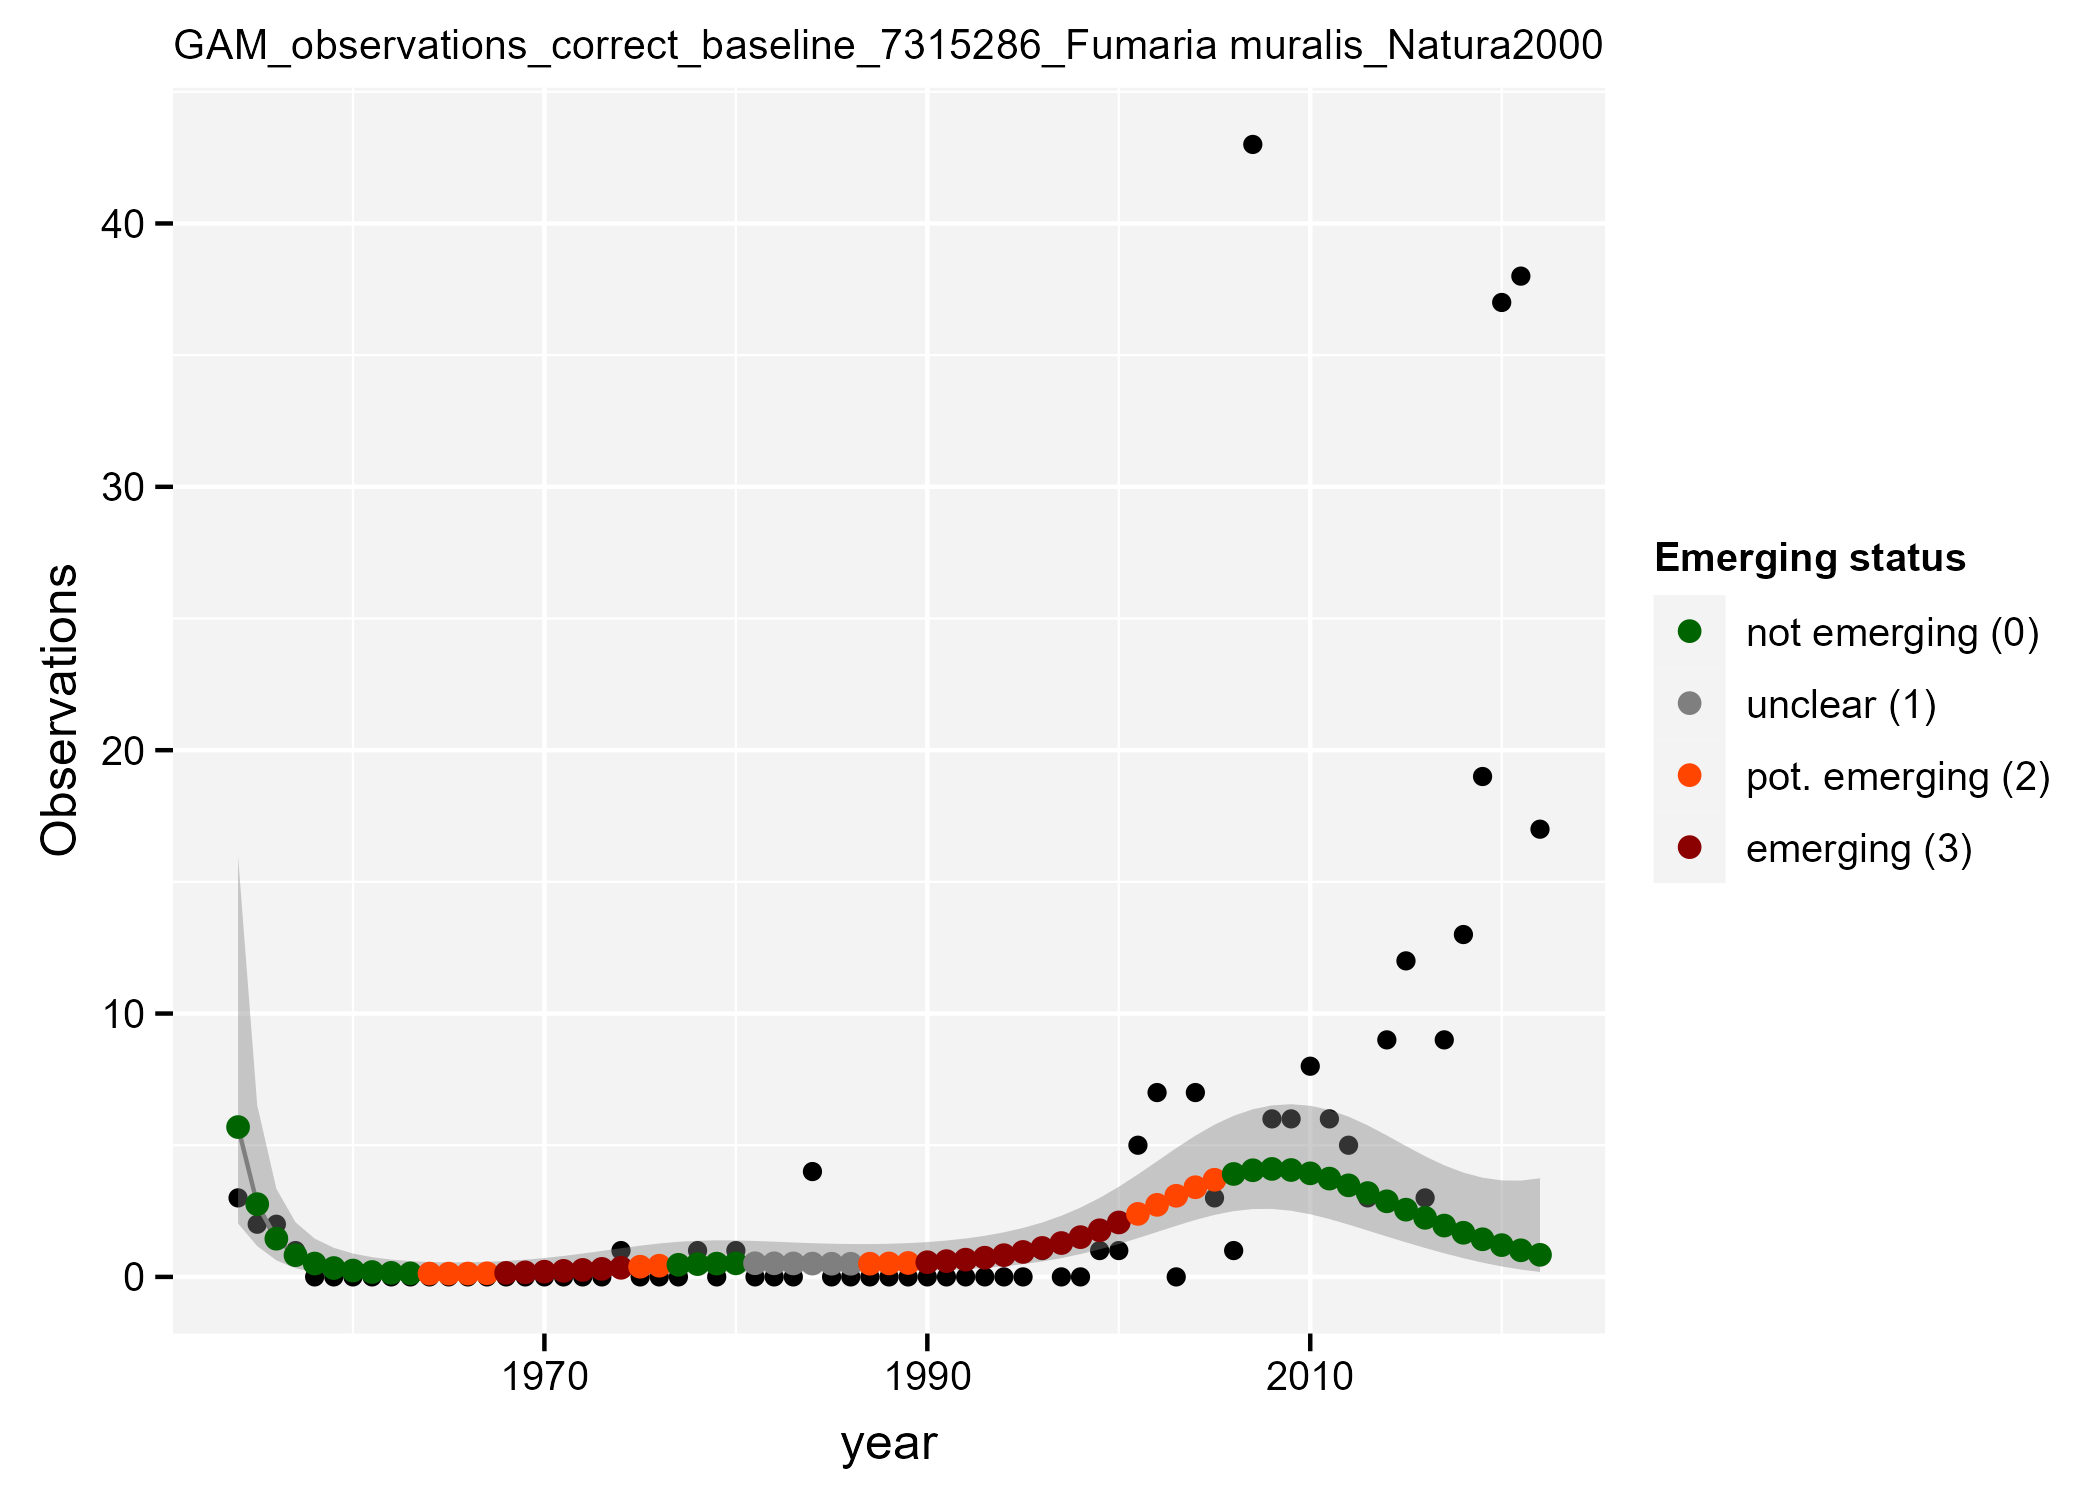 GAM_observations_correct_baseline_7315286_Fumaria muralis_Natura2000
Observations
40
30
20
10
0
1970 1990 2010
year
Emerging status
not emerging (0)
unclear (1)
pot. emerging (2)
emerging (3)